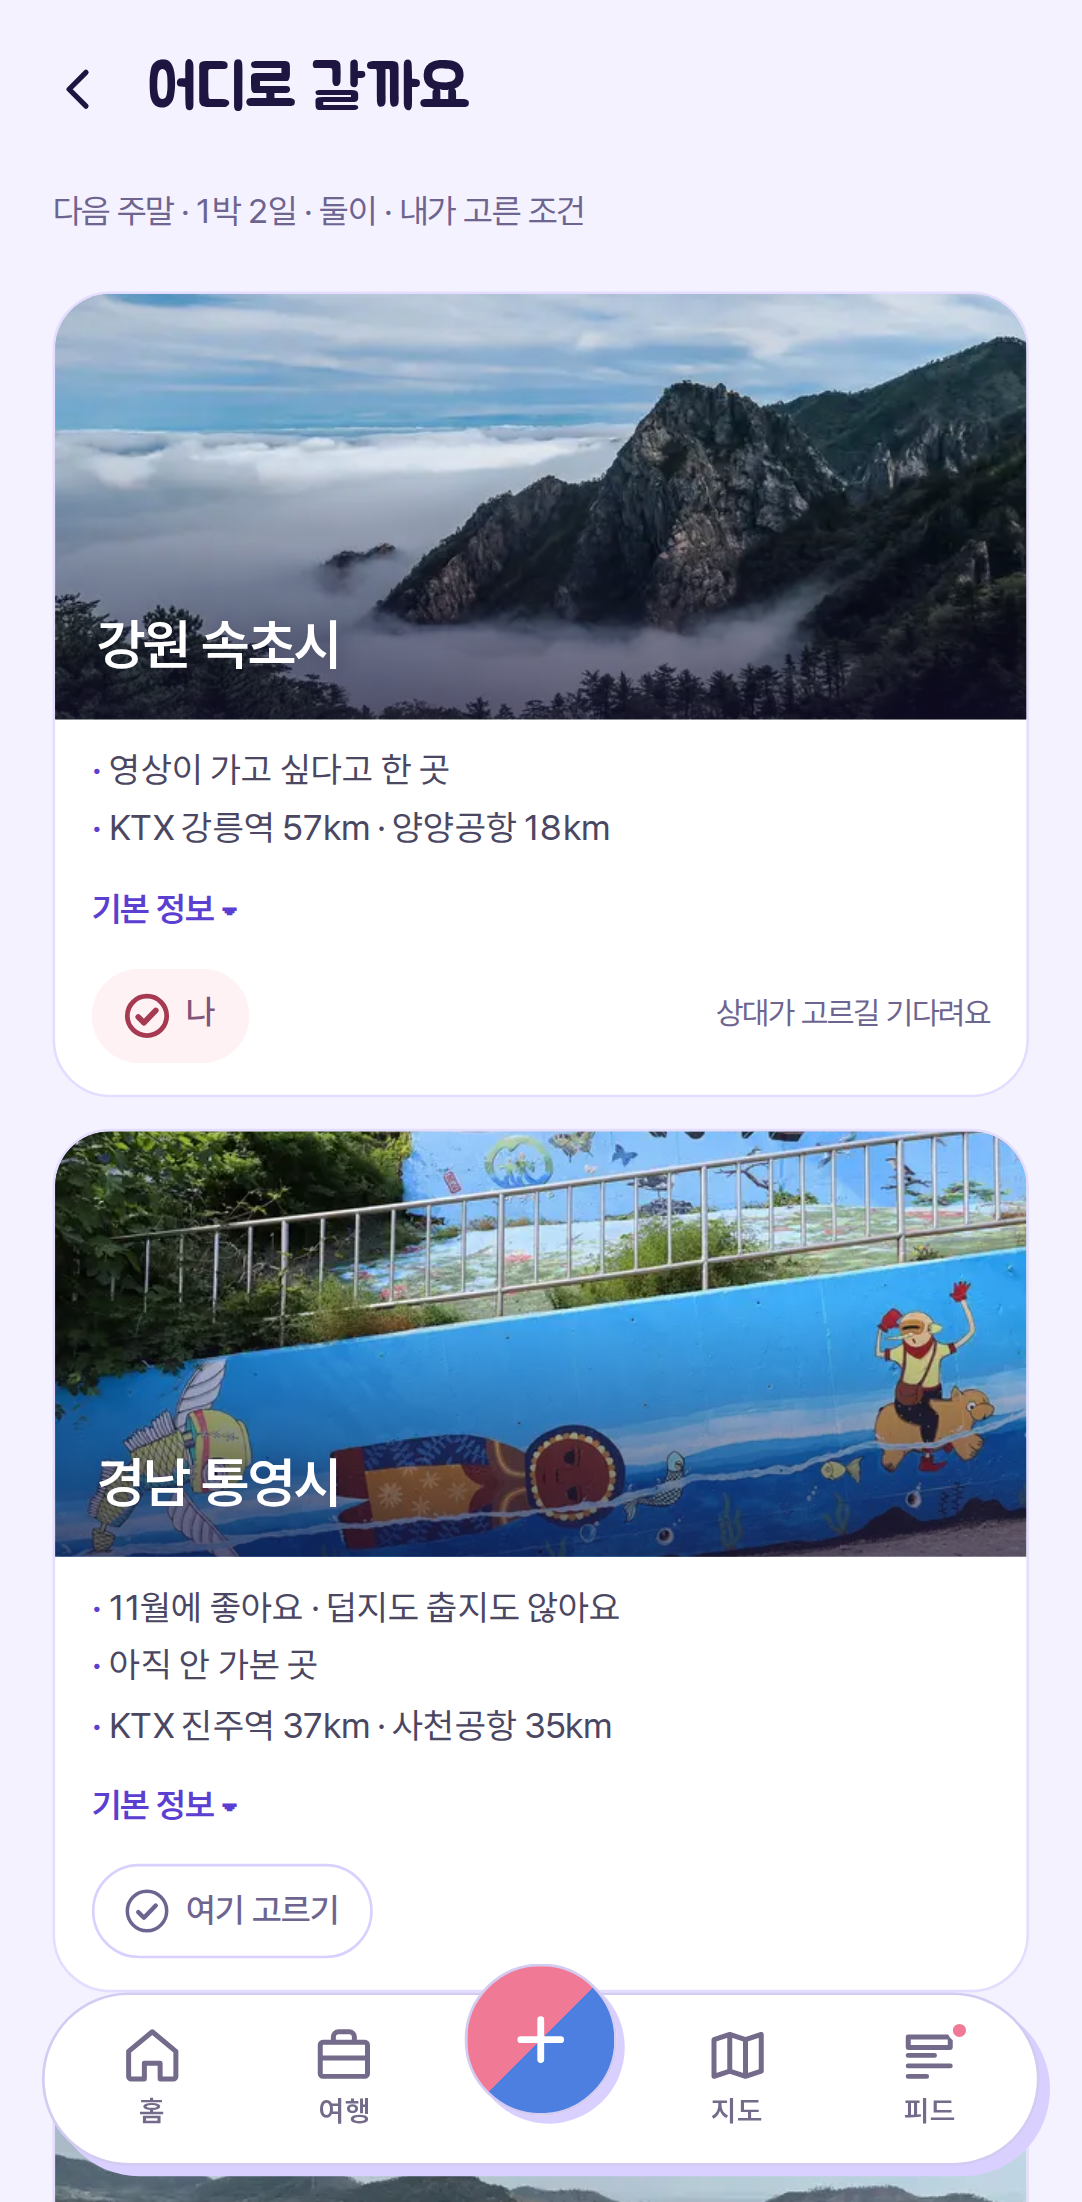 어디로 갈까요
다음 주말 · 1박 2일 · 둘이 · 내가 고른 조건
강원 속초시
· 영상이 가고 싶다고 한 곳
· KTX 강릉역 57km · 양양공항 18km
기본 정보
나
상대가 고르길 기다려요
경남 통영시
· 11월에 좋아요 · 덥지도 춥지도 않아요
· 아직 안 가본 곳
· KTX 진주역 37km · 사천공항 35km
기본 정보
여기 고르기
홈
여행
지도
피드